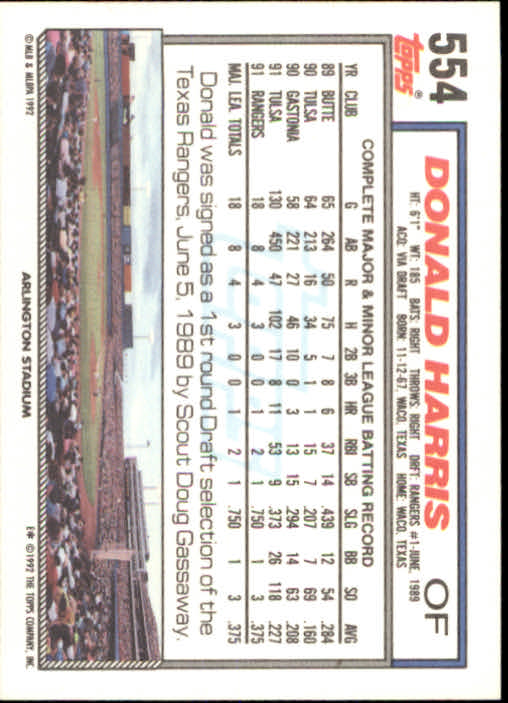 554
Topps®
DONALD HARRIS OF
HT: 6'1" WT: 185 BATS: RIGHT THROWS: RIGHT DRFT: RANGERS #1-JUNE, 1989
ACQ: VIA DRAFT BORN: 11-12-67, WACO, TEXAS HOME: WACO, TEXAS
COMPLETE MAJOR & MINOR LEAGUE BATTING RECORD
YR CLUB G AB R H 2B 3B HR RBI SB SLG BB SO AVG
89 BUTTE 65 264 50 75 7 8 6 37 14 .439 12 54 .284
90 TULSA 64 213 16 34 5 1 1 15 7 .207 7 69 .160
90 GASTONIA 58 221 27 46 10 0 3 13 15 .294 14 63 .208
91 TULSA 130 450 47 102 17 8 11 53 9 .373 26 118 .227
91 RANGERS 18 8 4 3 0 0 1 2 1 .750 1 3 .375
MAJ. LEA. TOTALS 18 8 4 3 0 0 1 2 1 .750 1 3 .375
Donald was signed as a 1st round Draft selection of the
Texas Rangers, June 5, 1989 by Scout Doug Gassaway.
© MLB & MLBPA 1992
ARLINGTON STADIUM
E* © 1992 THE TOPPS COMPANY, INC.